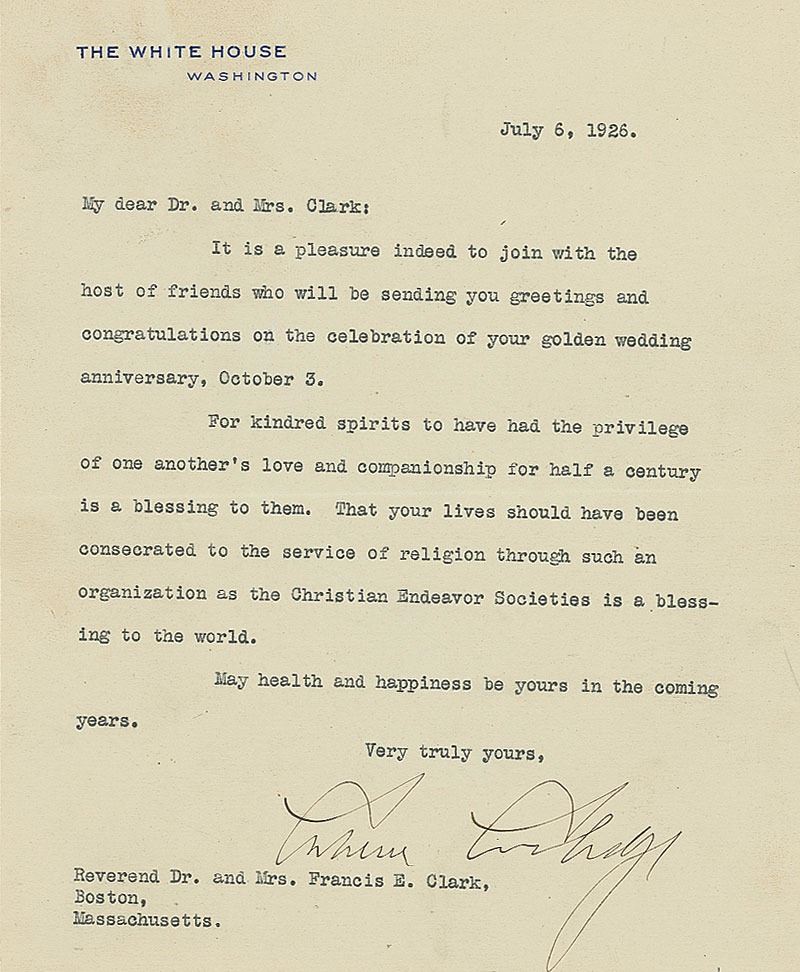 THE WHITE HOUSE
WASHINGTON
July 6, 1926.
My dear Dr. and Mrs. Clark:
It is a pleasure indeed to join with the
host of friends who will be sending you greetings and
congratulations on the celebration of your golden wedding
anniversary, October 3.
For kindred spirits to have had the privilege
of one another's love and companionship for half a century
is a blessing to them. That your lives should have been
consecrated to the service of religion through such an
organization as the Christian Endeavor Societies is a bless-
ing to the world.
May health and happiness be yours in the coming
years.
Very truly yours,
Calvin Coolidge
Reverend Dr. and Mrs. Francis E. Clark,
Boston,
Massachusetts.